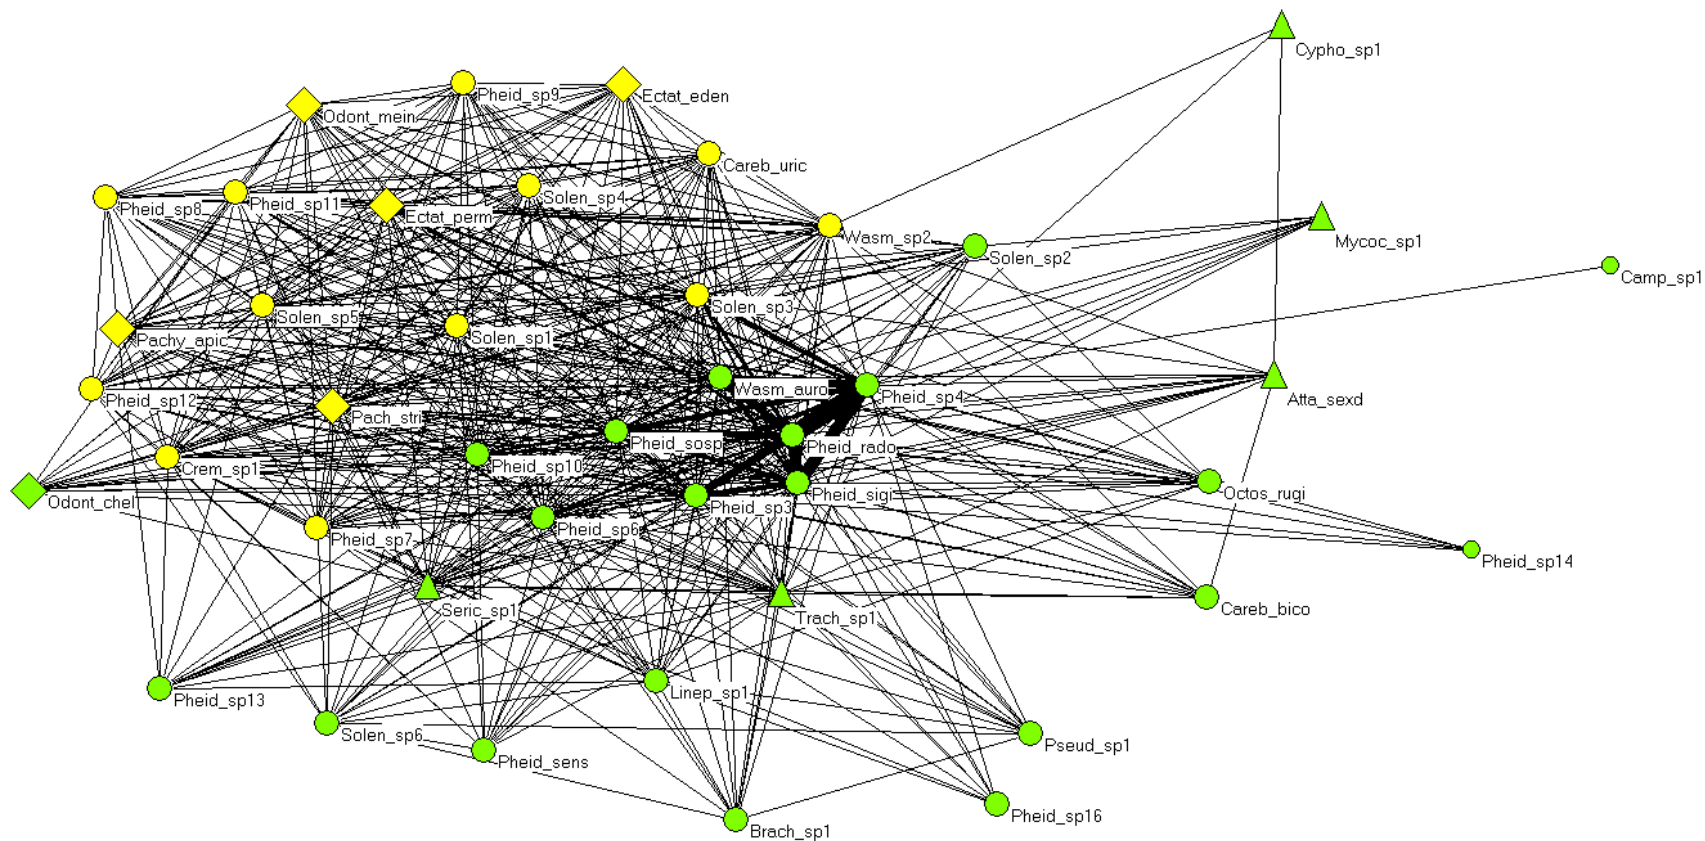 Cypho_sp1
Pheid_sp9
Ectat_eden
Odont_mein
Careb_uric
Pheid_sp8
Pheid_sp11
Solen_sp4
Ectat_perm
Wasm_sp2
Solen_sp2
Mycoc_sp1
Camp_sp1
Solen_sp3
Solen_sp5
Pachy_apic
Solen_sp1
Wasm_auro
Pheid_sp4
Atta_sexd
Pheid_sp12
Pach_stri
Pheid_sosp
Pheid_rado
Crem_sp1
Pheid_sp10
Odont_chel
Pheid_sigi
Octos_rugi
Pheid_sp3
Pheid_sp6
Pheid_sp7
Pheid_sp14
Seric_sp1
Trach_sp1
Careb_bico
Pheid_sp13
Linep_sp1
Solen_sp6
Pseud_sp1
Pheid_sens
Pheid_sp16
Brach_sp1